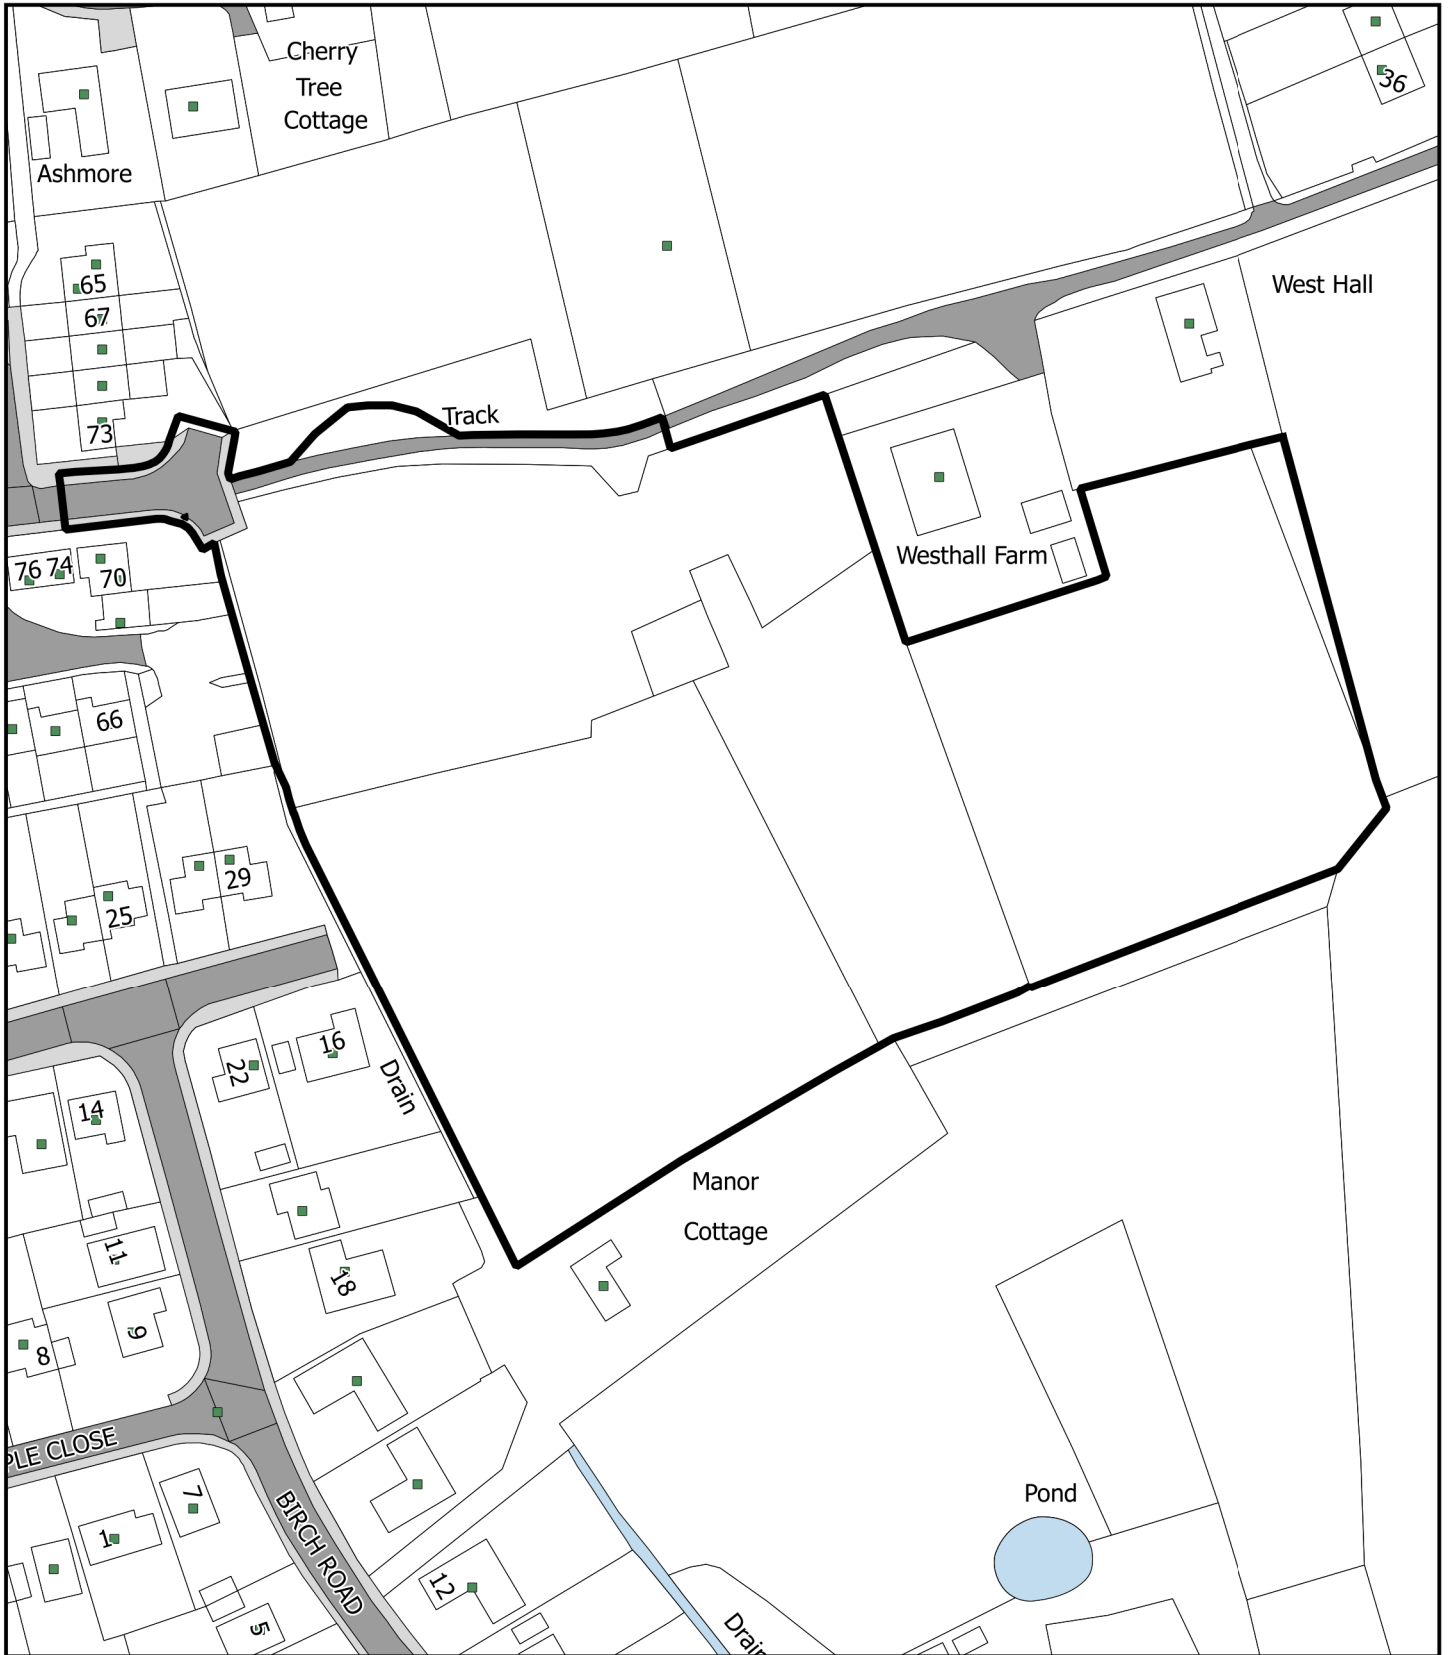 Cherry
Tree
Cottage
36
Ashmore
65
67
73
Track
West Hall
76 74
70
Westhall Farm
66
29
25
16
22
Drain
14
11
18
9
8
Manor
Cottage
PLE CLOSE
7
1
BIRCH ROAD
12
5
Pond
Drain